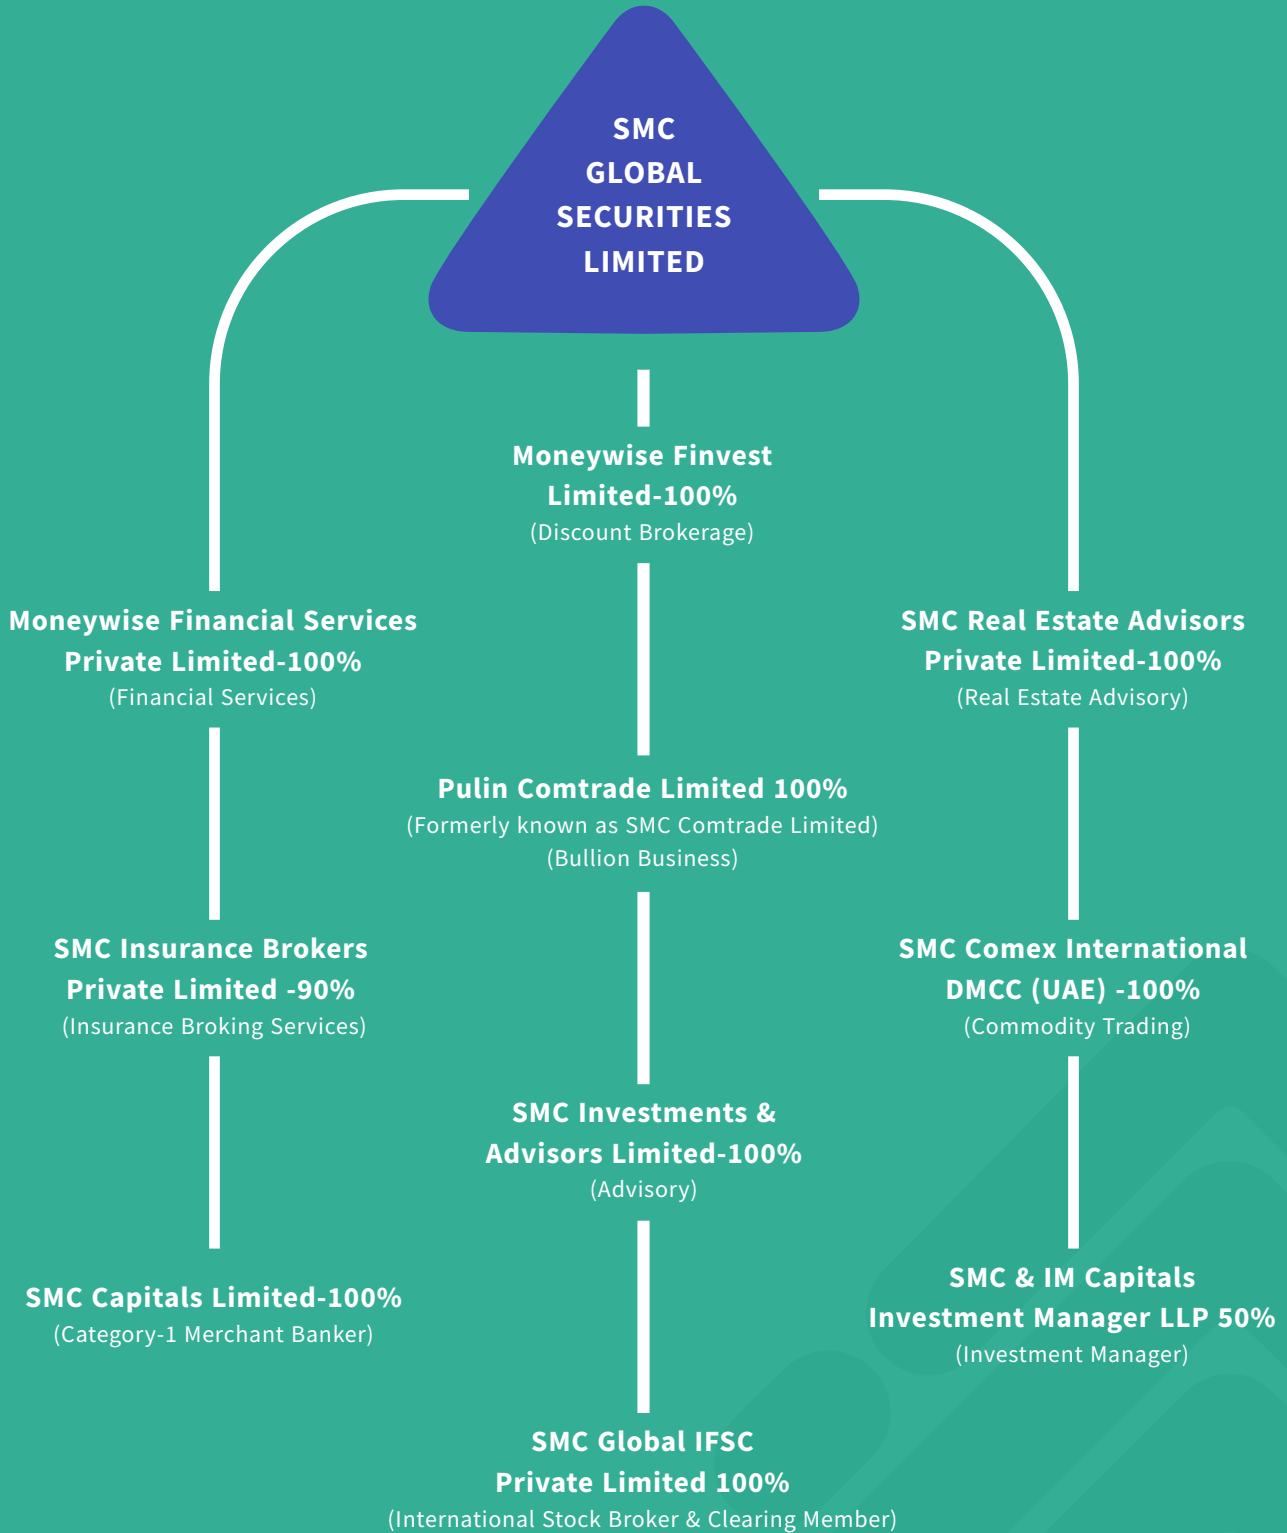 SMC
GLOBAL
SECURITIES
LIMITED
Moneywise Finvest
Limited-100%
(Discount Brokerage)
Moneywise Financial Services
Private Limited-100%
(Financial Services)
SMC Real Estate Advisors
Private Limited-100%
(Real Estate Advisory)
Pulin Comtrade Limited 100%
(Formerly known as SMC Comtrade Limited)
(Bullion Business)
SMC Insurance Brokers
Private Limited -90%
(Insurance Broking Services)
SMC Comex International
DMCC (UAE) -100%
(Commodity Trading)
SMC Investments &
Advisors Limited-100%
(Advisory)
SMC Capitals Limited-100%
(Category-1 Merchant Banker)
SMC & IM Capitals
Investment Manager LLP 50%
(Investment Manager)
SMC Global IFSC
Private Limited 100%
(International Stock Broker & Clearing Member)